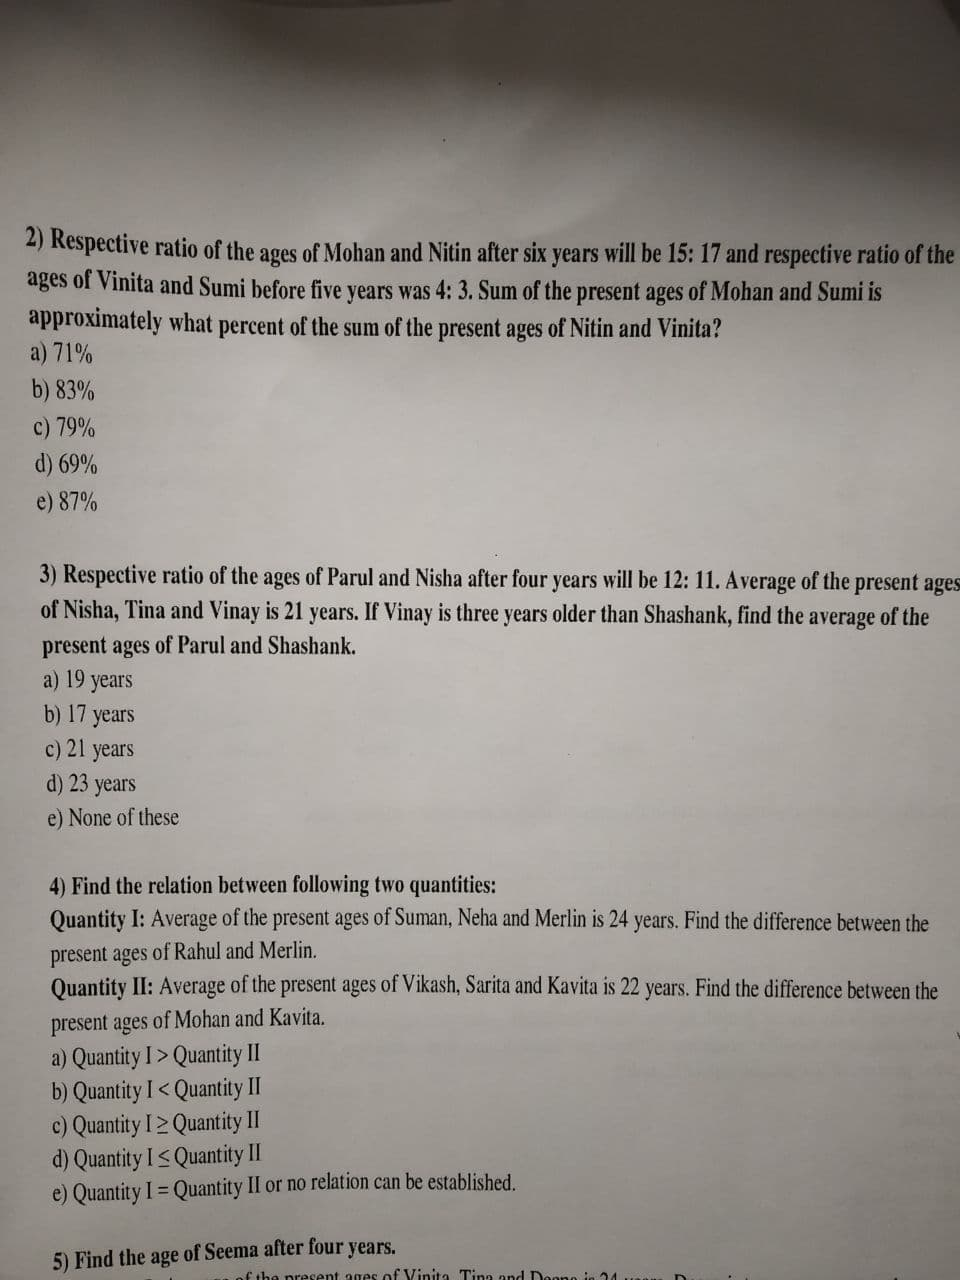 2) Respective ratio of the ages of Mohan and Nitin after six years will be 15: 17 and respective ratio of the
ages of Vinita and Sumi before five years was 4: 3. Sum of the present ages of Mohan and Sumi is
approximately what percent of the sum of the present ages of Nitin and Vinita?
a) 71%
b) 83%
c) 79%
d) 69%
e) 87%
3) Respective ratio of the ages of Parul and Nisha after four years will be 12: 11. Average of the present ages
of Nisha, Tina and Vinay is 21 years. If Vinay is three years older than Shashank, find the average of the
present ages of Parul and Shashank.
a) 19 years
b) 17 years
c) 21 years
d) 23 years
e) None of these
4) Find the relation between following two quantities:
Quantity I: Average of the present ages of Suman, Neha and Merlin is 24 years. Find the difference between the
present ages of Rahul and Merlin.
Quantity II: Average of the present ages of Vikash, Sarita and Kavita is 22 years. Find the difference between the
present ages of Mohan and Kavita.
a) Quantity I > Quantity II
b) Quantity I < Quantity II
c) Quantity I ≥ Quantity II
d) Quantity I ≤ Quantity II
e) Quantity I = Quantity II or no relation can be established.
5) Find the age of Seema after four years.
of the present ages of Vinita, Tina and